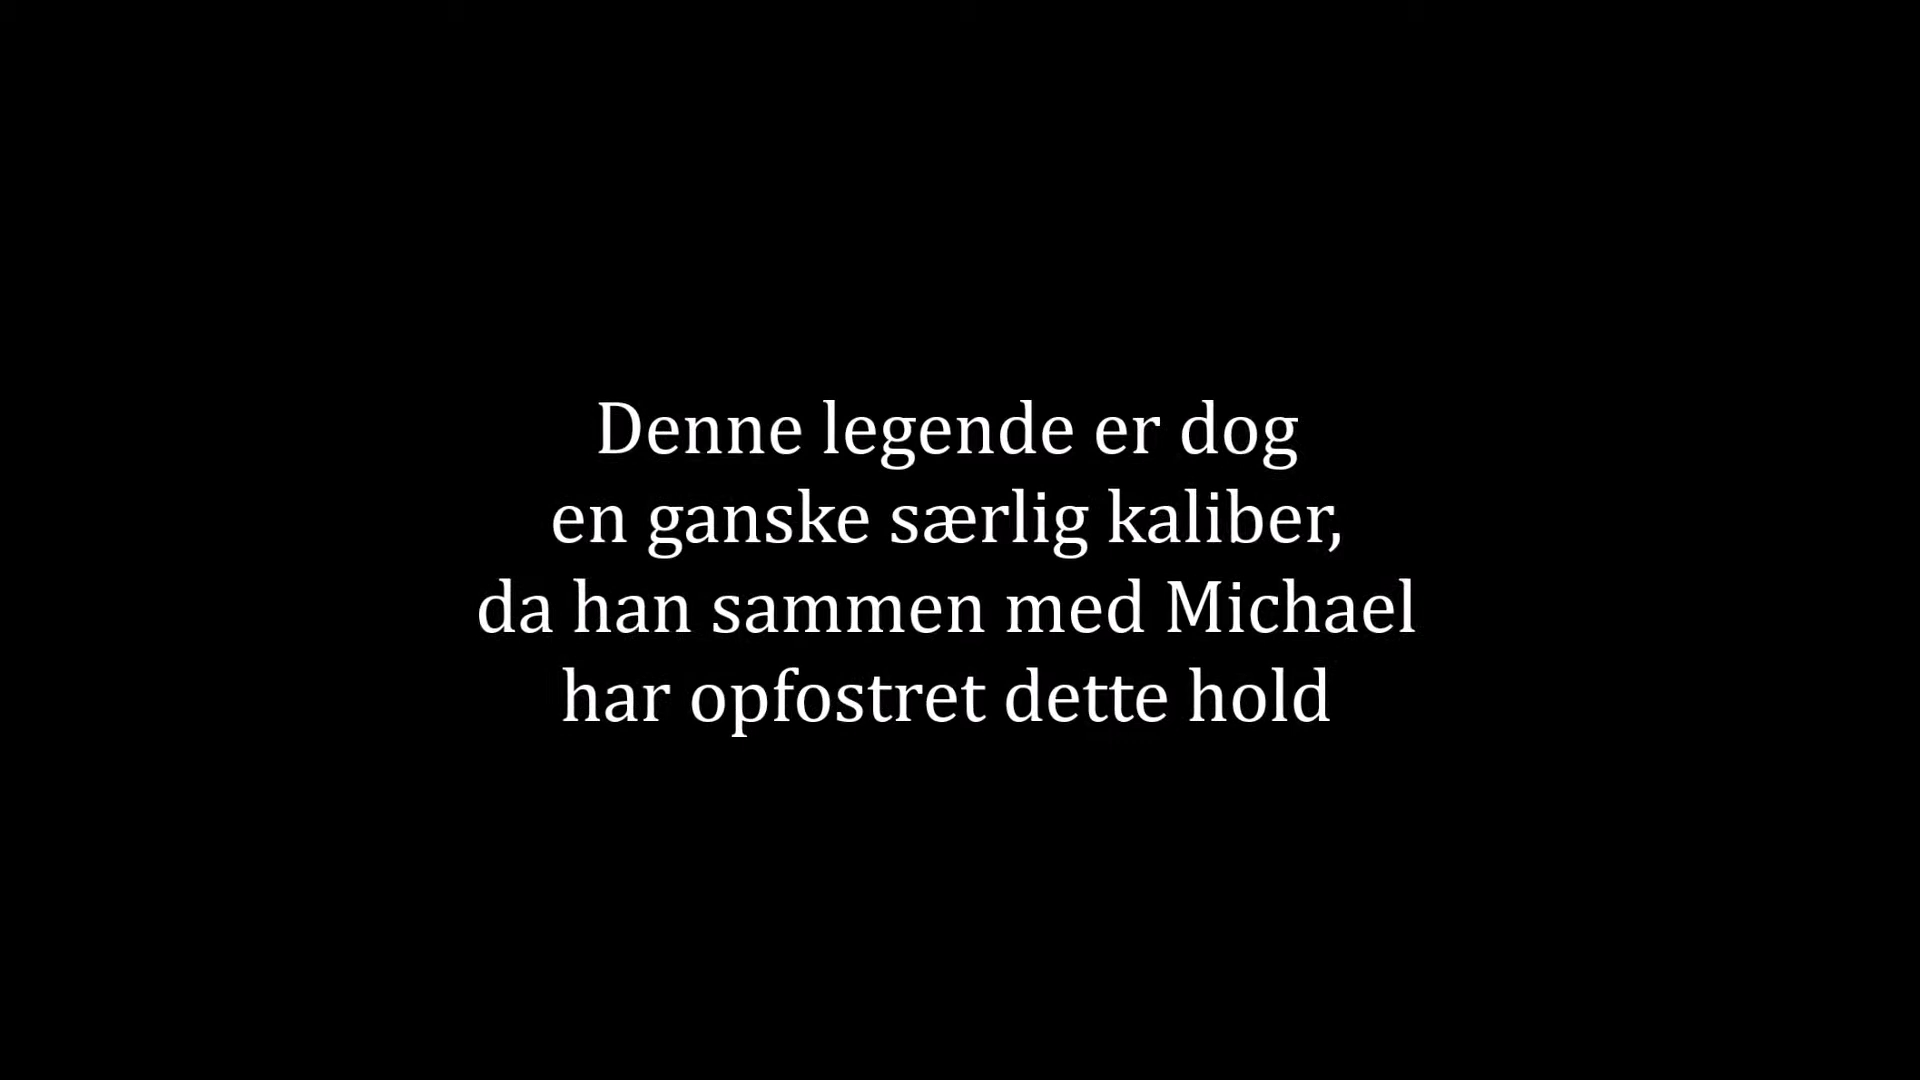 Denne legende er dog
en ganske særlig kaliber,
da han sammen med Michael
har opfostret dette hold